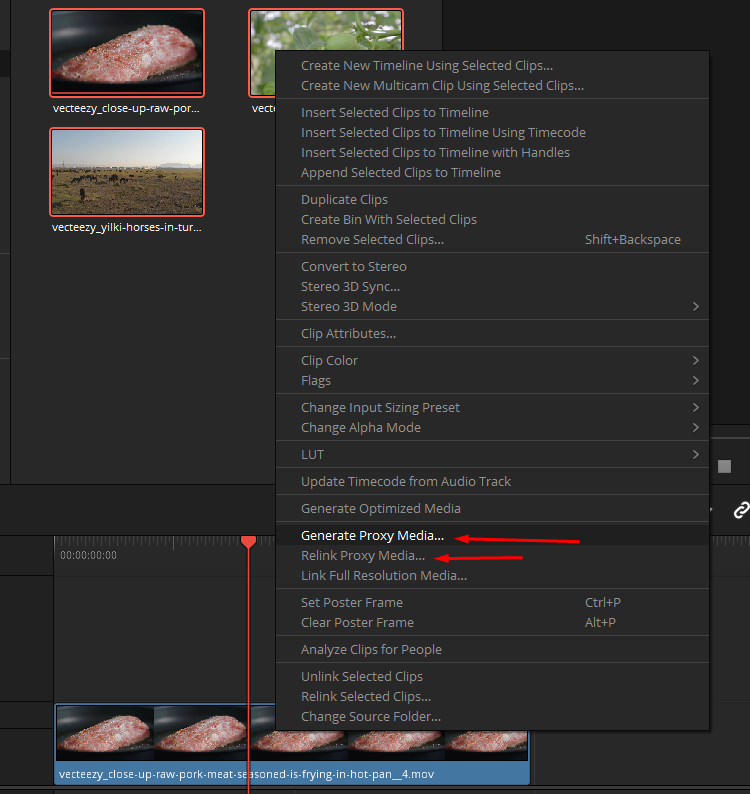 vecteezy_close-up-raw-por...
vecte
vecteezy_yilki-horses-in-tur...
Create New Timeline Using Selected Clips...
Create New Multicam Clip Using Selected Clips...
Insert Selected Clips to Timeline
Insert Selected Clips to Timeline Using Timecode
Insert Selected Clips to Timeline with Handles
Append Selected Clips to Timeline
Duplicate Clips
Create Bin With Selected Clips
Remove Selected Clips... Shift+Backspace
Convert to Stereo
Stereo 3D Sync...
Stereo 3D Mode
Clip Attributes...
Clip Color
Flags
Change Input Sizing Preset
Change Alpha Mode
LUT
Update Timecode from Audio Track
Generate Optimized Media
Generate Proxy Media...
Relink Proxy Media...
Link Full Resolution Media...
Set Poster Frame Ctrl+P
Clear Poster Frame Alt+P
Analyze Clips for People
Unlink Selected Clips
Relink Selected Clips...
Change Source Folder...
00:00:00:00
vecteezy_close-up-raw-pork-meat-seasoned-is-frying-in-hot-pan__4.mov